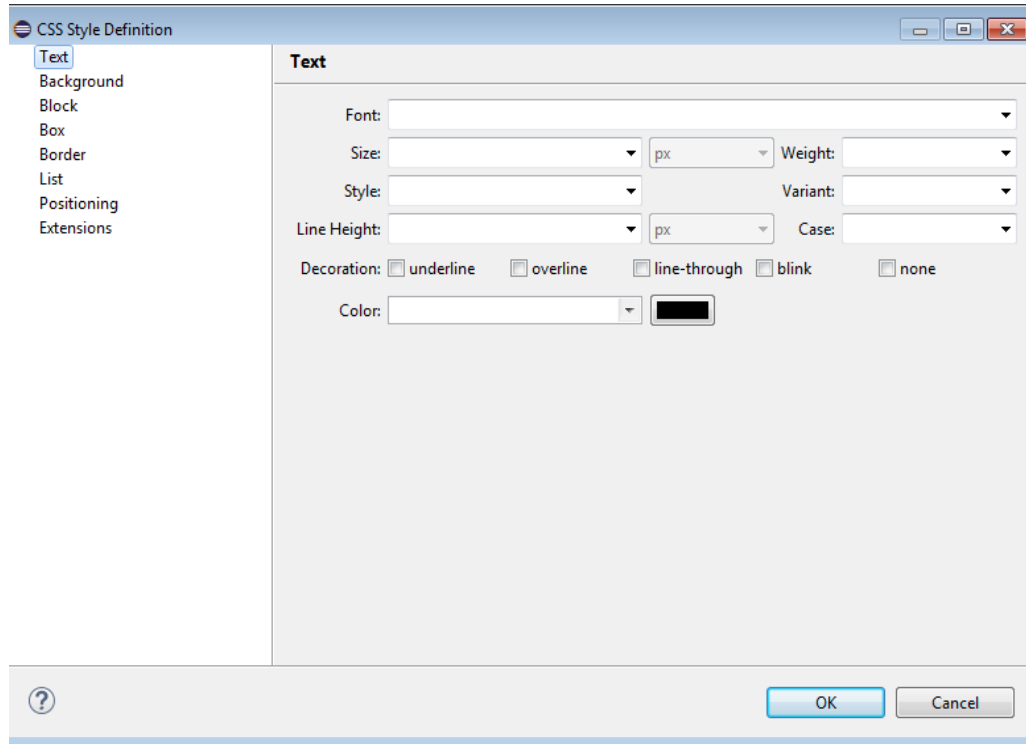 CSS Style Definition
Text
Background
Block
Box
Border
List
Positioning
Extensions
Text
Font:
Size: px Weight:
Style: Variant:
Line Height: px Case:
Decoration: underline overline line-through blink none
Color:
?
OK Cancel